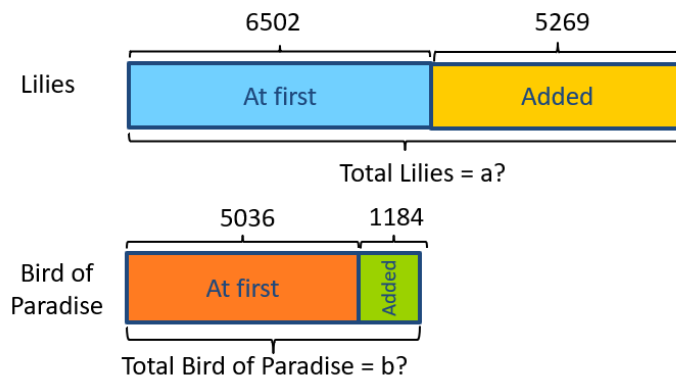 6502 5269
Lilies At first Added
Total Lilies = a?
5036 1184
Bird of
Paradise
At first Added
Total Bird of Paradise = b?